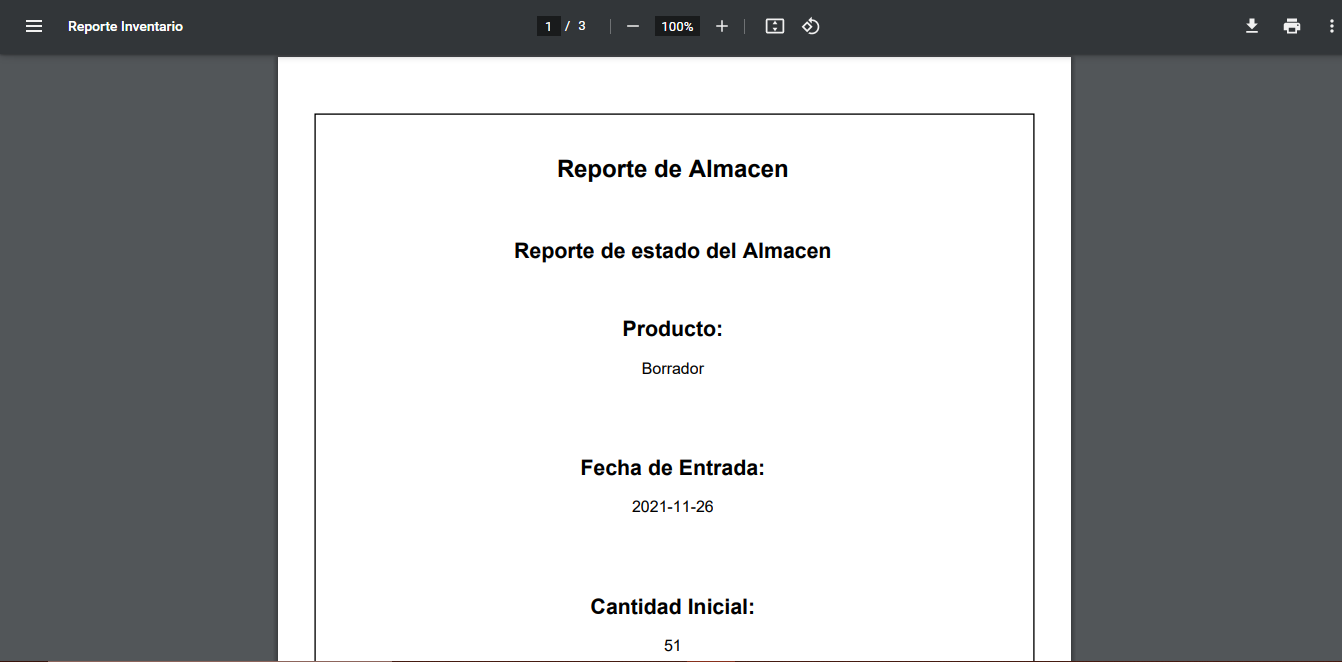 Reporte Inventario
1 / 3
100%
Reporte de Almacen
Reporte de estado del Almacen
Producto:
Borrador
Fecha de Entrada:
2021-11-26
Cantidad Inicial:
51